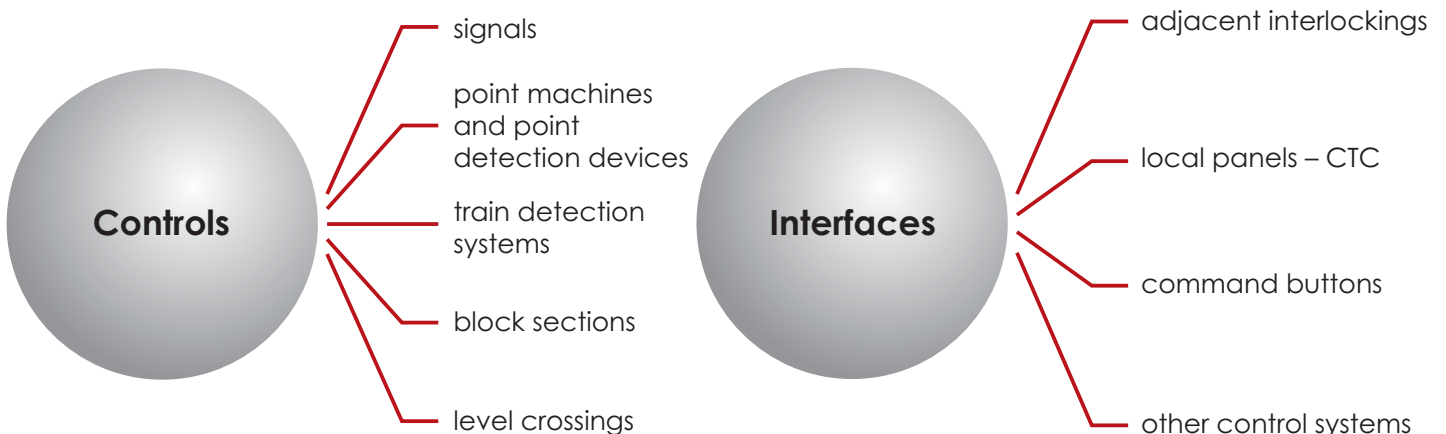 Controls
signals
point machines
and point
detection devices
train detection
systems
block sections
level crossings
Interfaces
adjacent interlockings
local panels – CTC
command buttons
other control systems